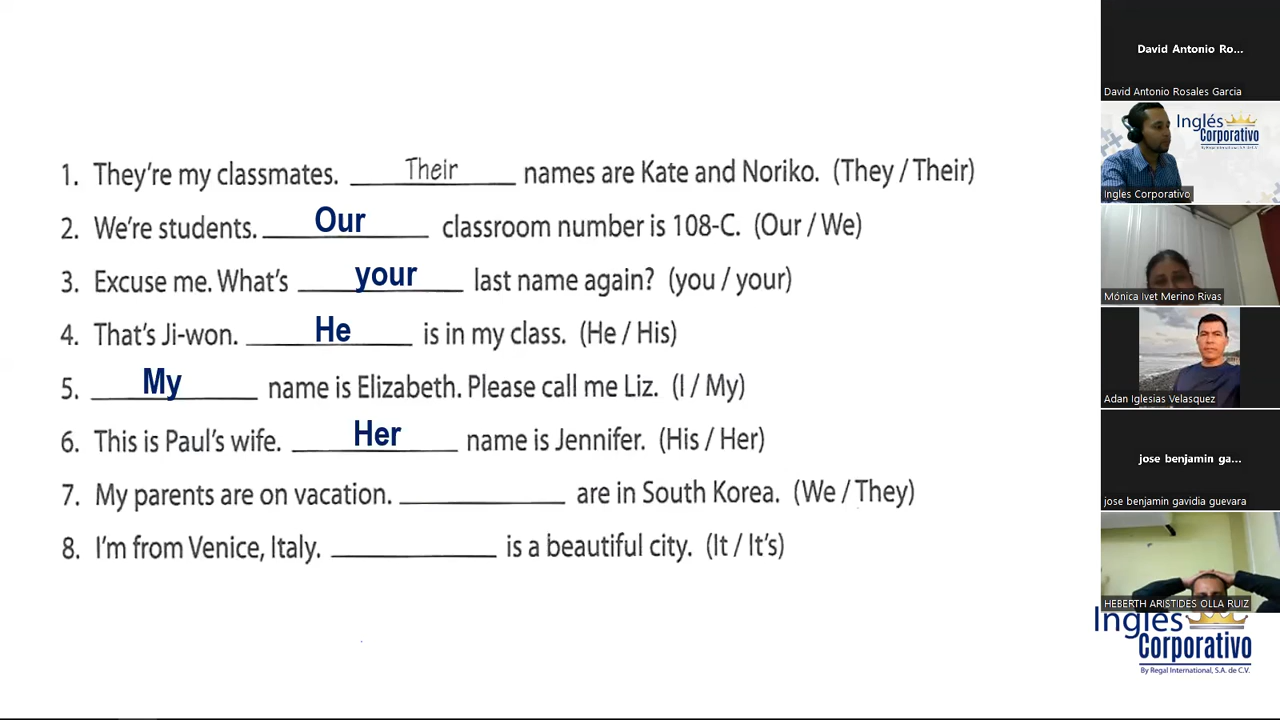 1. They're my classmates. Their names are Kate and Noriko. (They / Their)
2. We're students. Our classroom number is 108-C. (Our / We)
3. Excuse me. What's your last name again? (you / your)
4. That's Ji-won. He is in my class. (He / His)
5. My name is Elizabeth. Please call me Liz. (I / My)
6. This is Paul's wife. Her name is Jennifer. (His / Her)
7. My parents are on vacation. ____________ are in South Korea. (We / They)
8. I'm from Venice, Italy. ____________ is a beautiful city. (It / It's)
David Antonio Ro...
David Antonio Rosales Garcia
Inglés
Corporativo
By Regal International, S.A. de C.V.
Ingles Corporativo
Mónica Ivet Merino Rivas
Adan Iglesias Velasquez
jose benjamin ga...
jose benjamin gavidia guevara
HEBERTH ARISTIDES OLLA RUIZ
Inglés
Corporativo
By Regal International, S.A. de C.V.